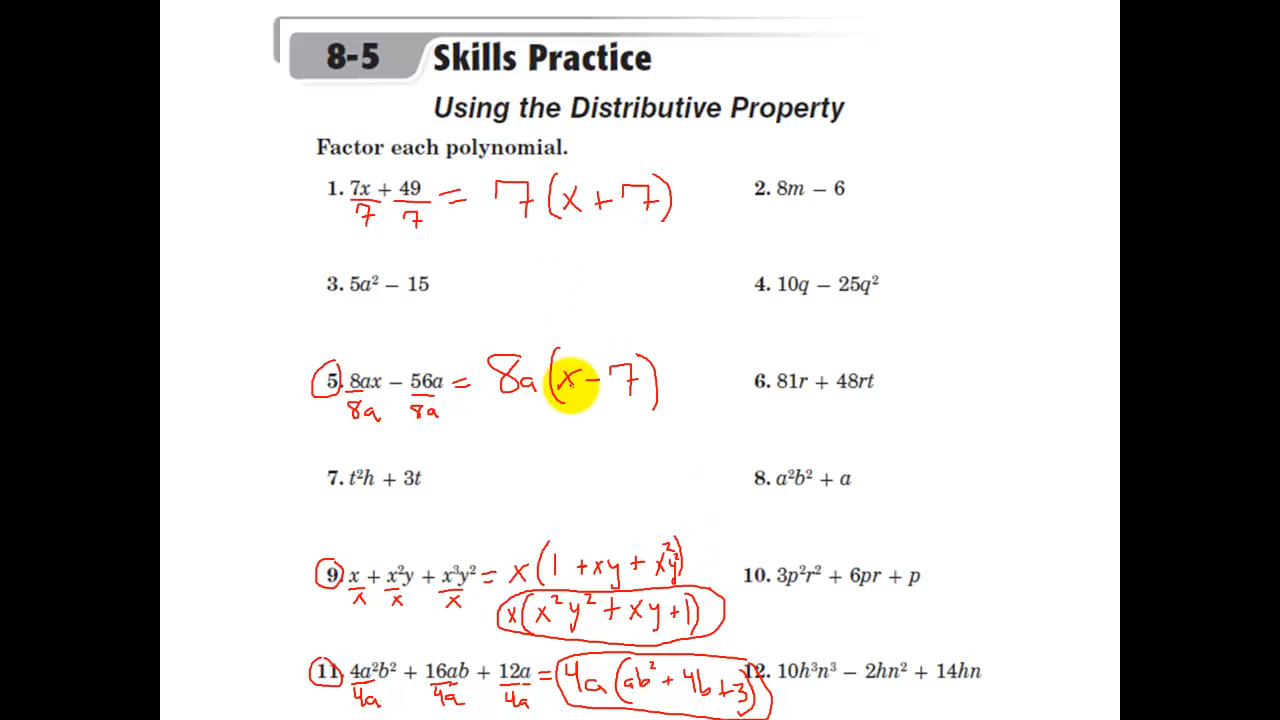 8-5 Skills Practice
Using the Distributive Property
Factor each polynomial.
1. 7x + 49 = 7(x + 7) 2. 8m − 6
7 7
3. 5a² − 15 4. 10q − 25q²
5. 8ax − 56a = 8a(x − 7) 6. 81r + 48rt
8a 8a
7. t²h + 3t 8. a²b² + a
9. x + x²y + x³y² = x(1 + xy + x²y²) 10. 3p²r² + 6pr + p
x x x x(x²y² + xy + 1)
11. 4a²b² + 16ab + 12a = 4a(ab² + 4b + 3) 12. 10h³n³ − 2hn² + 14hn
4a 4a 4a